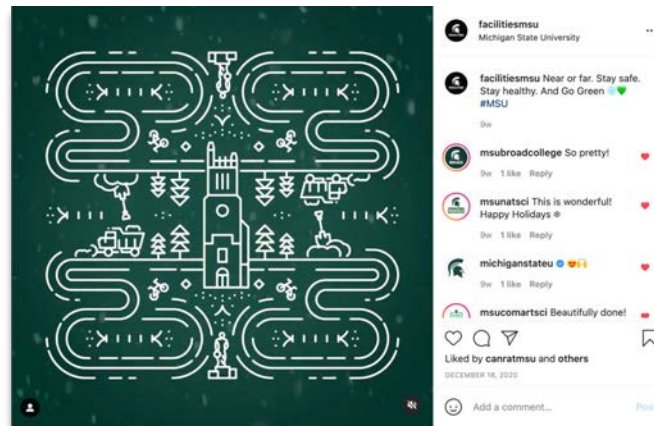 facilitiesmsu
Michigan State University
facilitiesmsu Near or far. Stay safe.
Stay healthy. And Go Green
#MSU
9w
msubroadcollege So pretty!
9w 1 like Reply
msunatsci This is wonderful!
Happy Holidays ❄
9w 1 like Reply
michiganstateu 😍🙌
9w 1 like Reply
msucomartsci Beautifully done!
Liked by canratmsu and others
DECEMBER 18, 2020
Add a comment...
Post